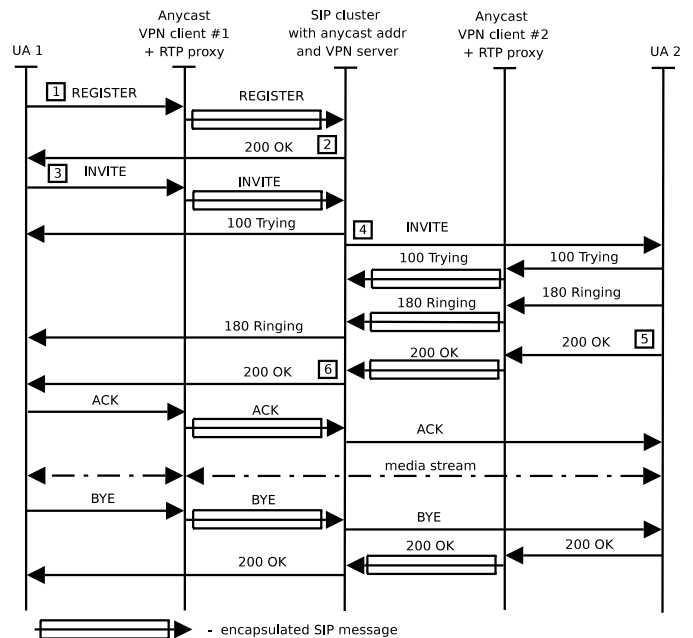 UA 1
Anycast
VPN client #1
+ RTP proxy
SIP cluster
with anycast addr
and VPN server
Anycast
VPN client #2
+ RTP proxy
UA 2
1 REGISTER
REGISTER
200 OK 2
3 INVITE
INVITE
100 Trying
4 INVITE
100 Trying
100 Trying
180 Ringing
180 Ringing
180 Ringing
200 OK 5
200 OK
200 OK 6
ACK
ACK
ACK
media stream
BYE
BYE
BYE
200 OK
200 OK
200 OK
- encapsulated SIP message